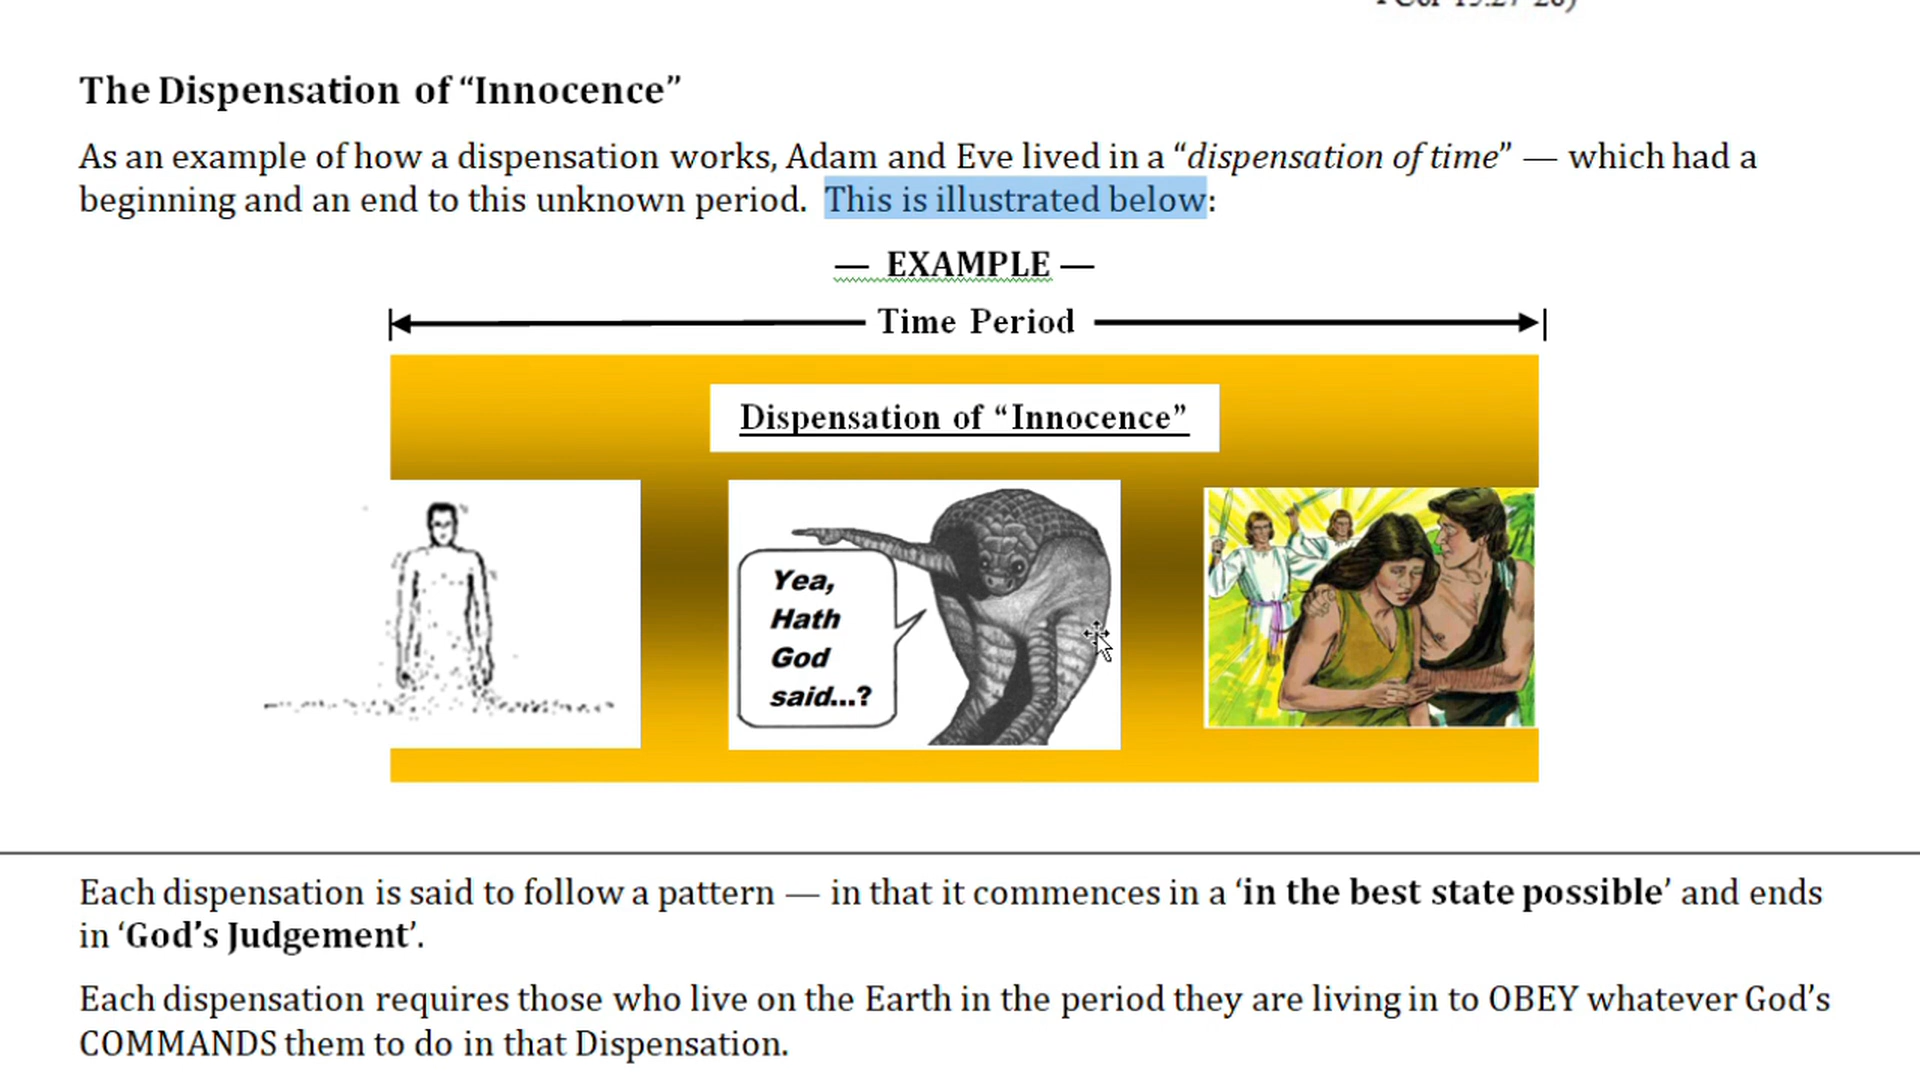 The Dispensation of “Innocence”
As an example of how a dispensation works, Adam and Eve lived in a “dispensation of time” — which had a
beginning and an end to this unknown period. This is illustrated below:
— EXAMPLE —
Time Period
Dispensation of “Innocence”
Yea,
Hath
God
said...?
Each dispensation is said to follow a pattern — in that it commences in a ‘in the best state possible’ and ends
in ‘God’s Judgement’.
Each dispensation requires those who live on the Earth in the period they are living in to OBEY whatever God’s
COMMANDS them to do in that Dispensation.